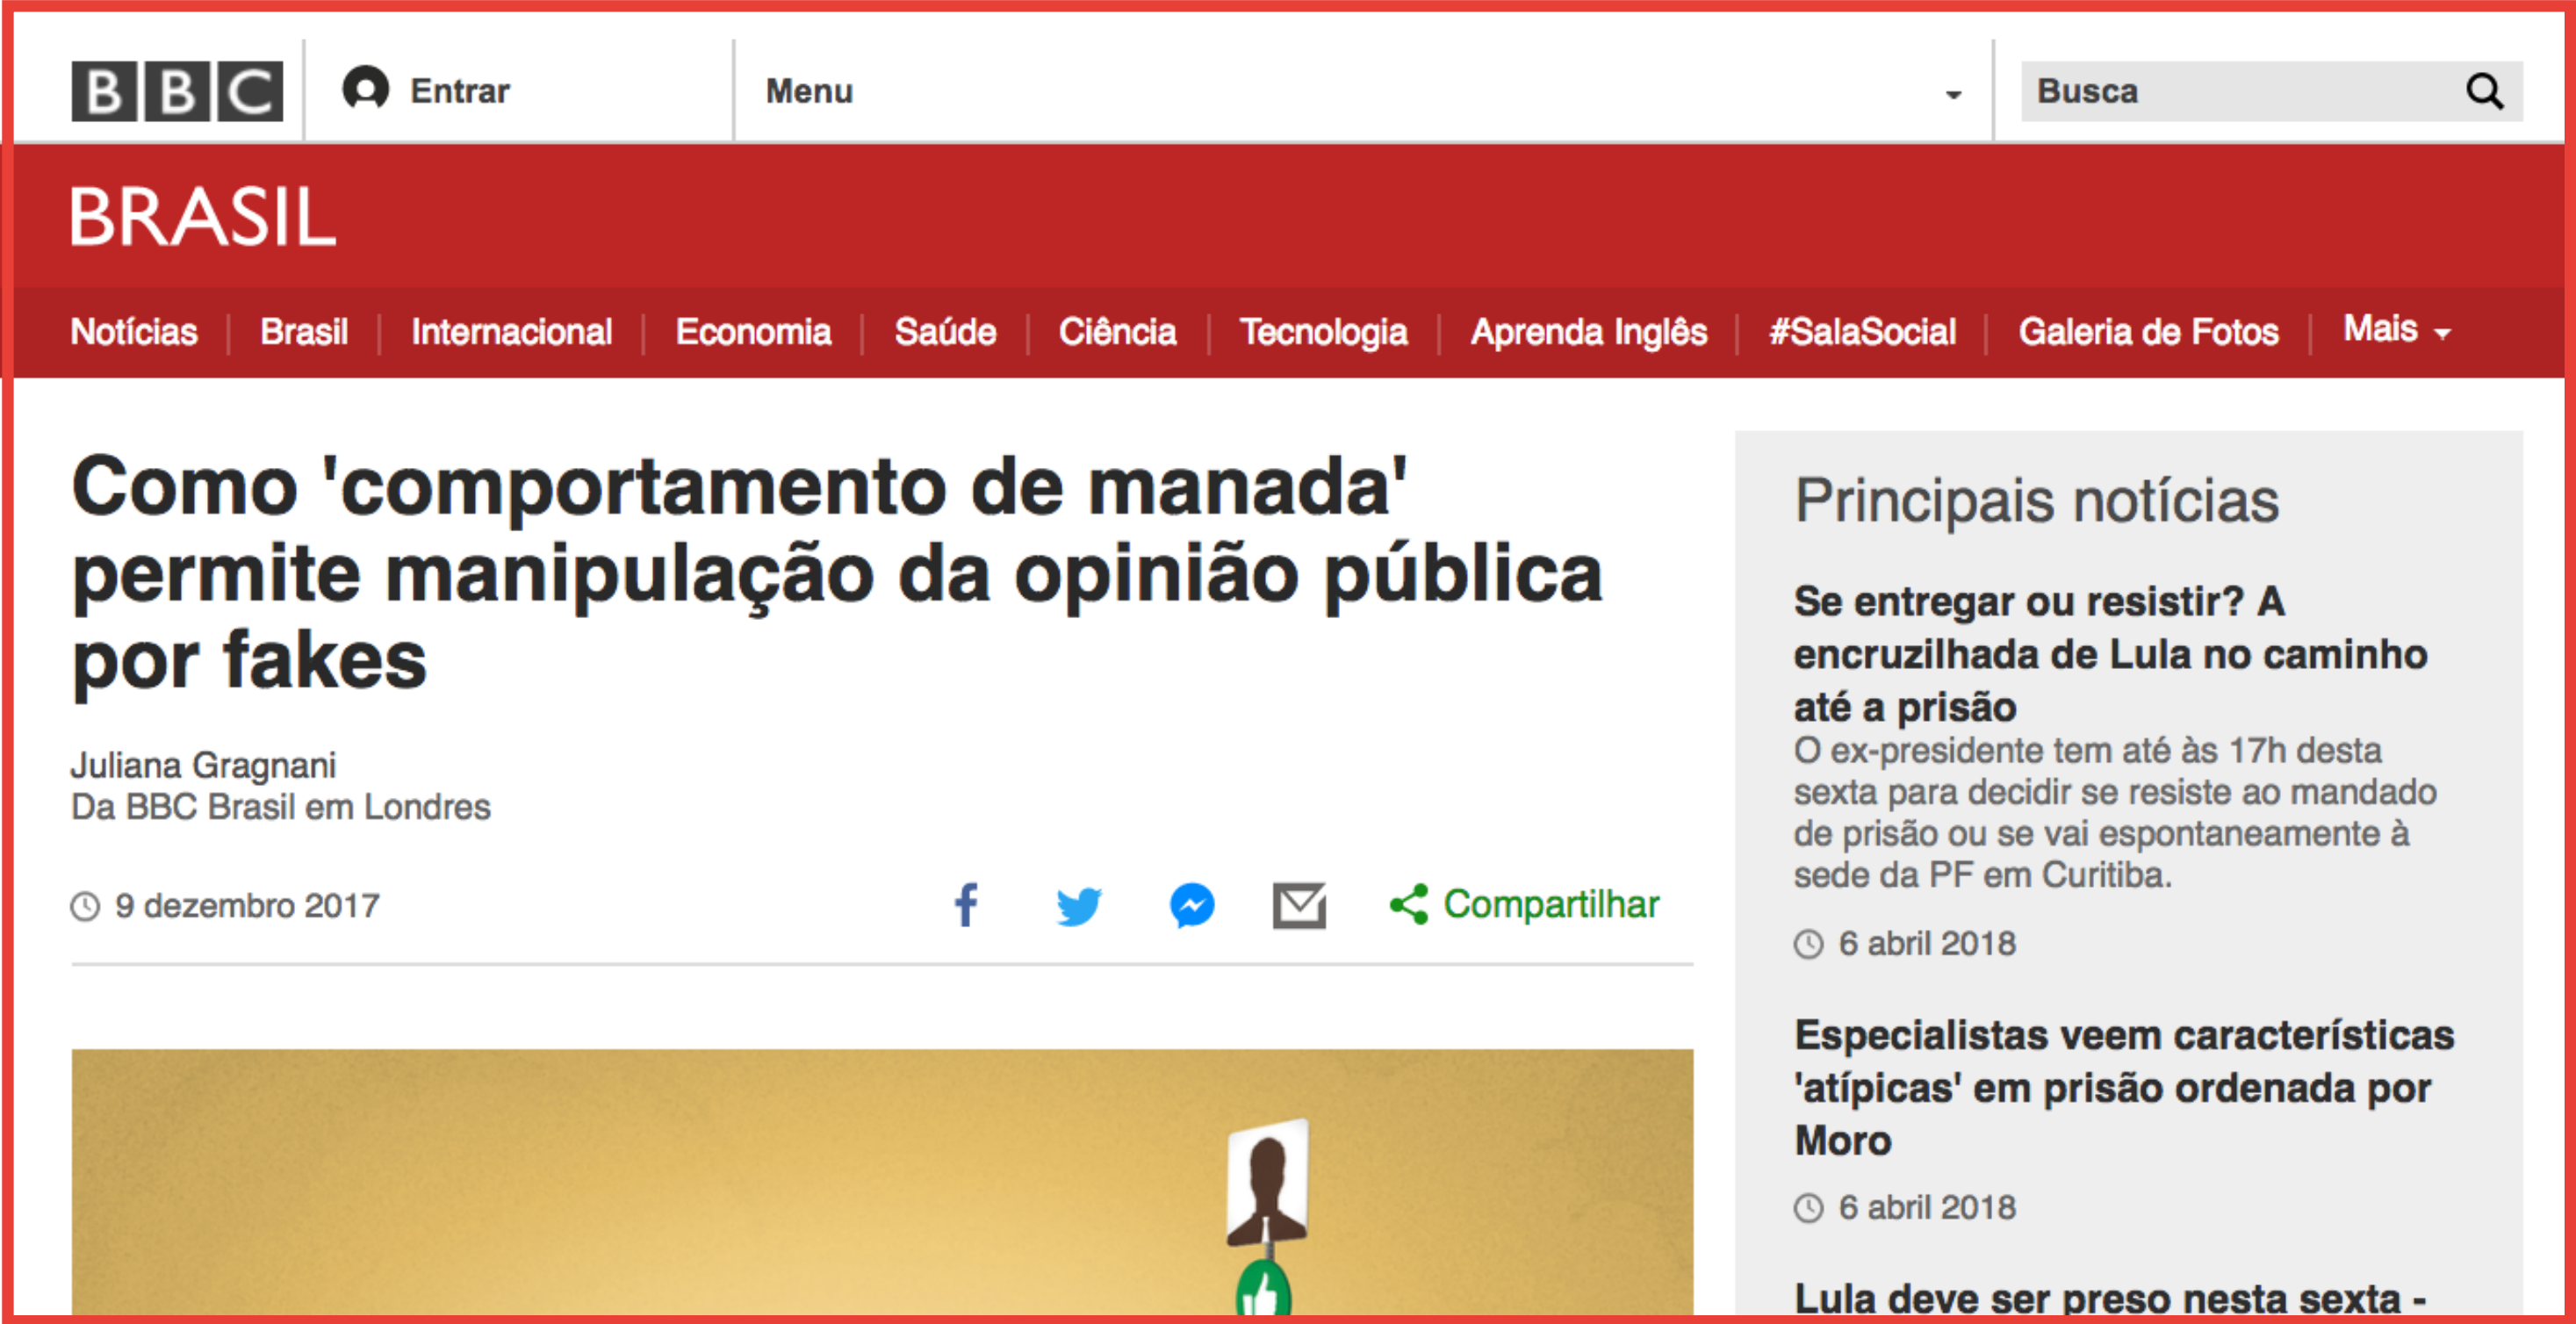 BBC
Entrar
Menu
Busca
BRASIL
Notícias
Brasil
Internacional
Economia
Saúde
Ciência
Tecnologia
Aprenda Inglês
#SalaSocial
Galeria de Fotos
Mais
Como 'comportamento de manada'
permite manipulação da opinião pública
por fakes
Juliana Gragnani
Da BBC Brasil em Londres
9 dezembro 2017
Compartilhar
Principais notícias
Se entregar ou resistir? A
encruzilhada de Lula no caminho
até a prisão
O ex-presidente tem até às 17h desta
sexta para decidir se resiste ao mandado
de prisão ou se vai espontaneamente à
sede da PF em Curitiba.
6 abril 2018
Especialistas veem características
'atípicas' em prisão ordenada por
Moro
6 abril 2018
Lula deve ser preso nesta sexta -